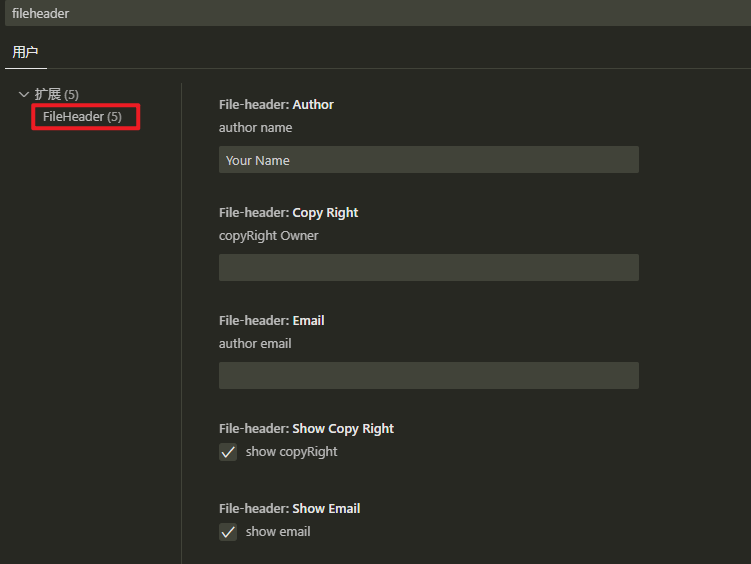 fileheader
用户
扩展 (5)
FileHeader (5)
File-header: Author
author name
Your Name
File-header: Copy Right
copyRight Owner
File-header: Email
author email
File-header: Show Copy Right
show copyRight
File-header: Show Email
show email